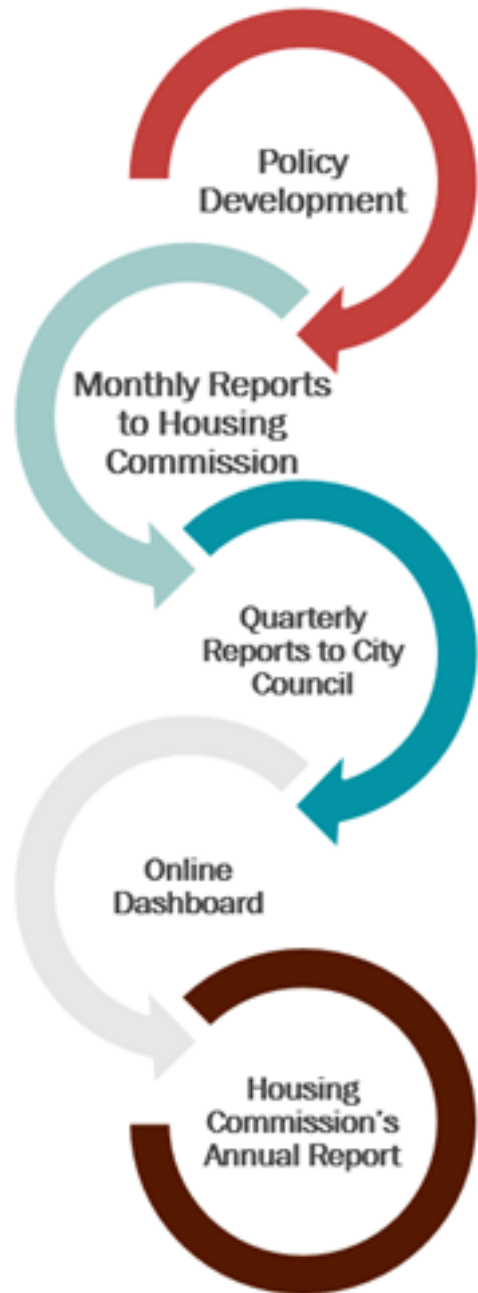 Policy
Development
Monthly Reports
to Housing
Commission
Quarterly
Reports to City
Council
Online
Dashboard
Housing
Commission's
Annual Report